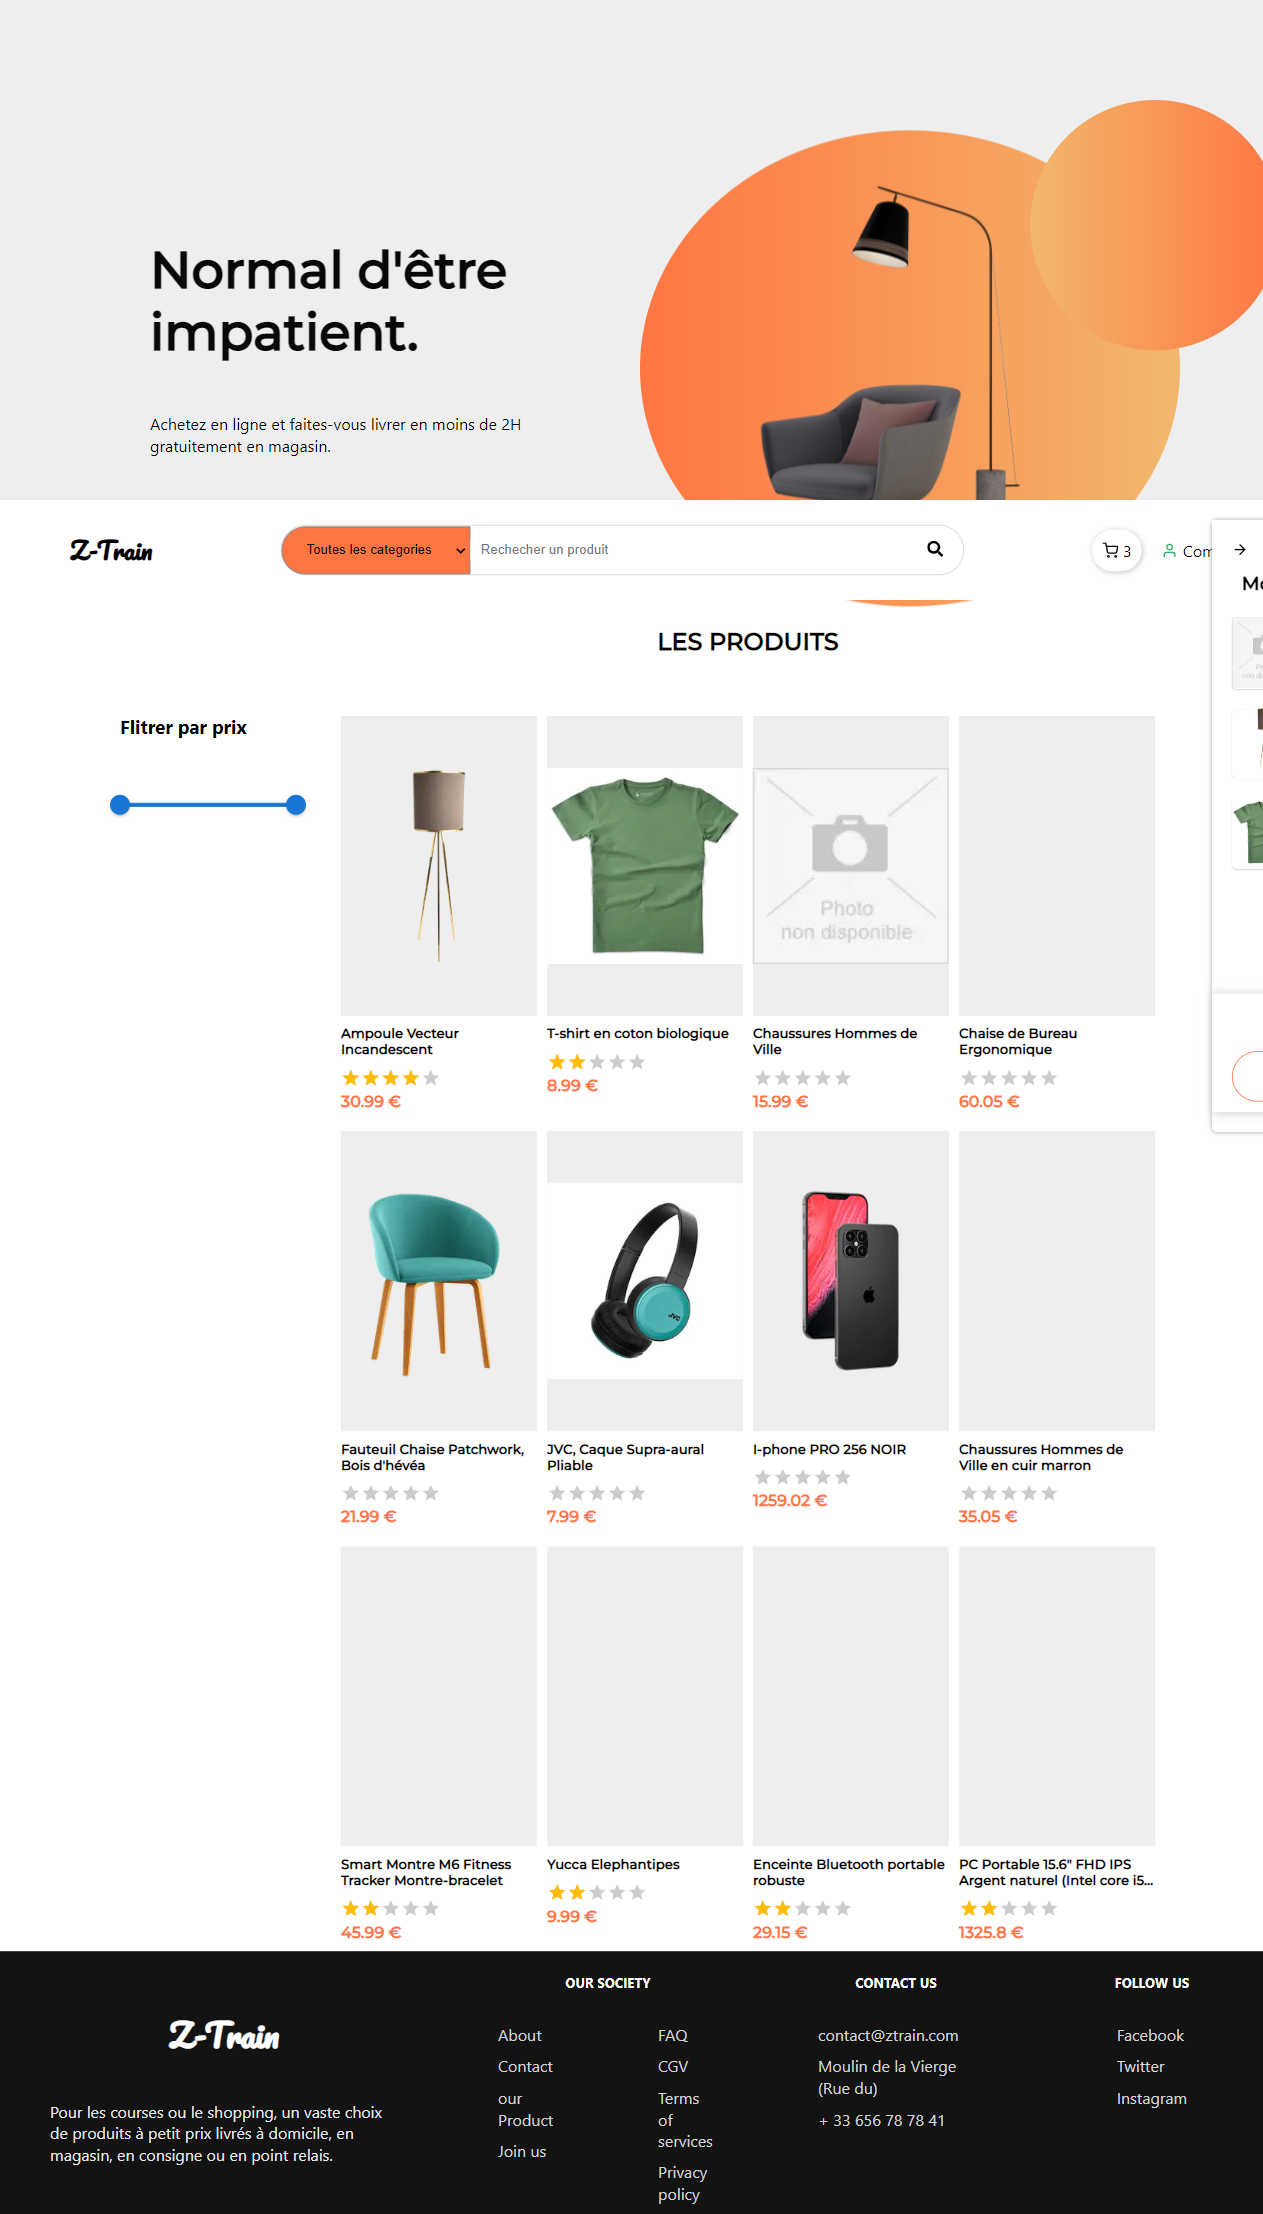 Normal d'être
impatient.
Achetez en ligne et faites-vous livrer en moins de 2H
gratuitement en magasin.
Z-Train
Toutes les categories
Rechecher un produit
3
Com
Mo
LES PRODUITS
Flitrer par prix
Photo
non disponible
Ampoule Vecteur
Incandescent
30.99 €
T-shirt en coton biologique
8.99 €
Chaussures Hommes de
Ville
15.99 €
Chaise de Bureau
Ergonomique
60.05 €
JVC
Fauteuil Chaise Patchwork,
Bois d'hévéa
21.99 €
JVC, Caque Supra-aural
Pliable
7.99 €
I-phone PRO 256 NOIR
1259.02 €
Chaussures Hommes de
Ville en cuir marron
35.05 €
Smart Montre M6 Fitness
Tracker Montre-bracelet
45.99 €
Yucca Elephantipes
9.99 €
Enceinte Bluetooth portable
robuste
29.15 €
PC Portable 15.6" FHD IPS
Argent naturel (Intel core i5...
1325.8 €
Z-Train
Pour les courses ou le shopping, un vaste choix
de produits à petit prix livrés à domicile, en
magasin, en consigne ou en point relais.
OUR SOCIETY
About
Contact
our
Product
Join us
FAQ
CGV
Terms
of
services
Privacy
policy
CONTACT US
contact@ztrain.com
Moulin de la Vierge
(Rue du)
+ 33 656 78 78 41
FOLLOW US
Facebook
Twitter
Instagram